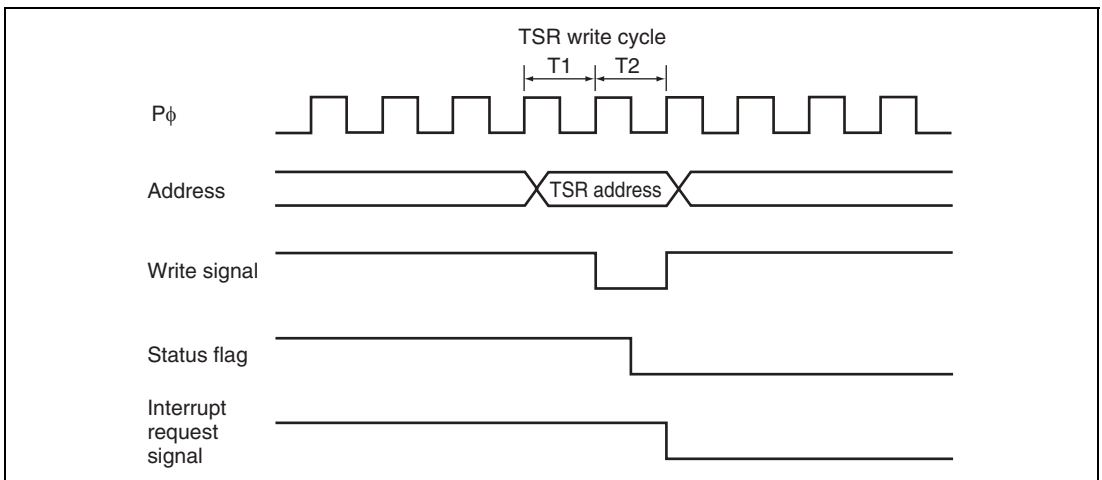 TSR write cycle
T1 T2
Pϕ
Address
TSR address
Write signal
Status flag
Interrupt
request
signal